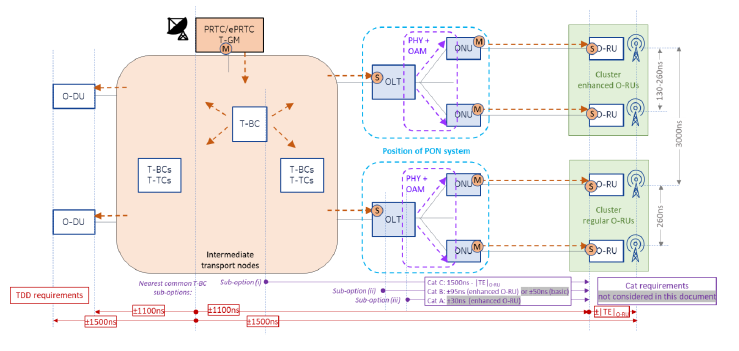 PRTC/ePRTC
T-GM
M
O-DU
T-BC
T-BCs
T-TCs
T-BCs
T-TCs
O-DU
Intermediate
transport nodes
PHY +
OAM
S
OLT
ONU
M
ONU
M
Position of PON system
PHY +
OAM
S
OLT
ONU
M
ONU
M
S
O-RU
Cluster
enhanced O-RUs
S
O-RU
S
O-RU
Cluster
regular O-RUs
S
O-RU
130-260ns
3000ns
260ns
TDD requirements
Nearest common T-BC
sub-options:
Sub-option (i)
Sub-option (ii)
Sub-option (iii)
Cat C: 1500ns - |TE|O-RU
Cat B: ±95ns (enhanced O-RU) or ±50ns (basic)
Cat A: ±30ns (enhanced O-RU)
Cat requirements
not considered in this document
±1100ns
±1100ns
±|TE|O-RU
±1500ns
±1500ns